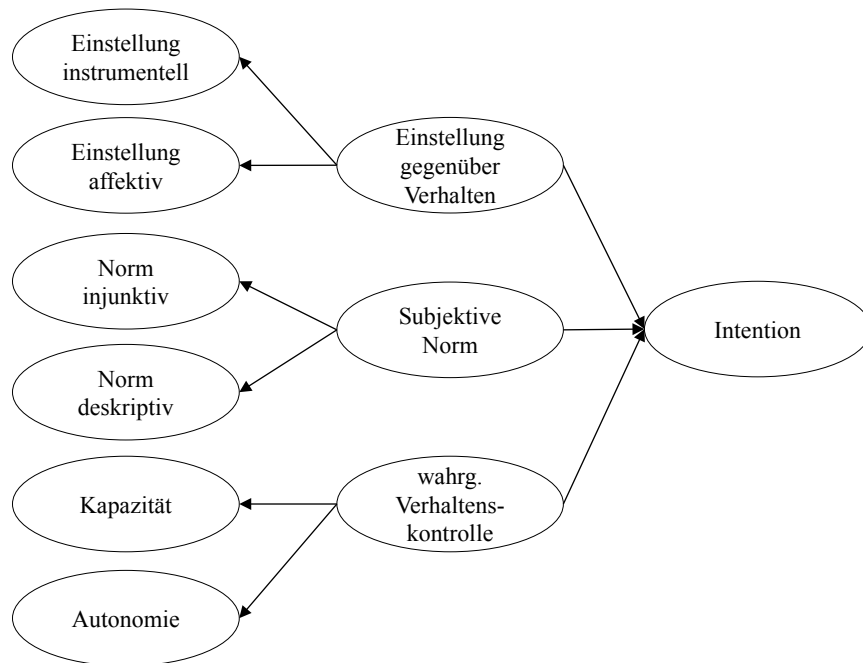 Einstellung
instrumentell
Einstellung
affektiv
Norm
injunktiv
Norm
deskriptiv
Kapazität
Autonomie
Einstellung
gegenüber
Verhalten
Subjektive
Norm
wahrg.
Verhaltens-
kontrolle
Intention